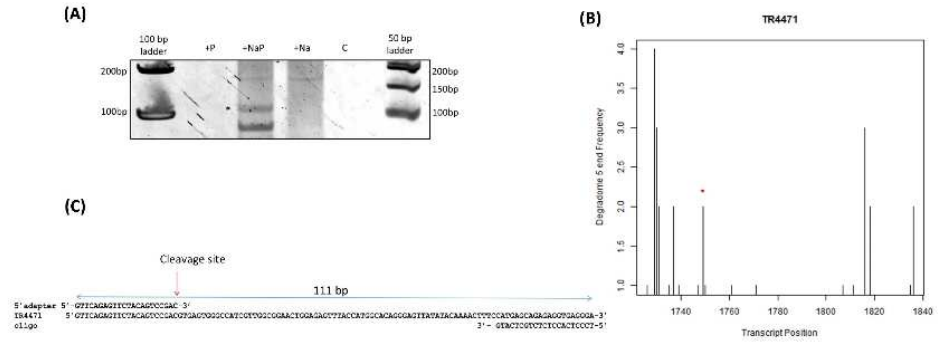 (A)
100 bp ladder
+P
+NaP
+Na
C
50 bp ladder
200bp
100bp
200bp
150bp
100bp
(B)
TR4471
Degradome 5 end Frequency
4.0
3.5
3.0
2.5
2.0
1.5
1.0
1740
1760
1780
1800
1820
1840
Transcript Position
(C)
Cleavage site
111 bp
5'adapter 5'-GTTCAGAGTTCTACAGTCCGAC-3'
TR4471 5'GTTCAGAGTTCTACAGTCCGACGTGAGTGGGCCATCGTTGGCGGAACTGGAGAGTTTACCATGGCACAGGGAGTTATATACAAAACTTTCCATGAGCAGAGAGGTGAGGGA-3'
oligo 3'- GTACTCGTCTCTCCACTCCCT-5'